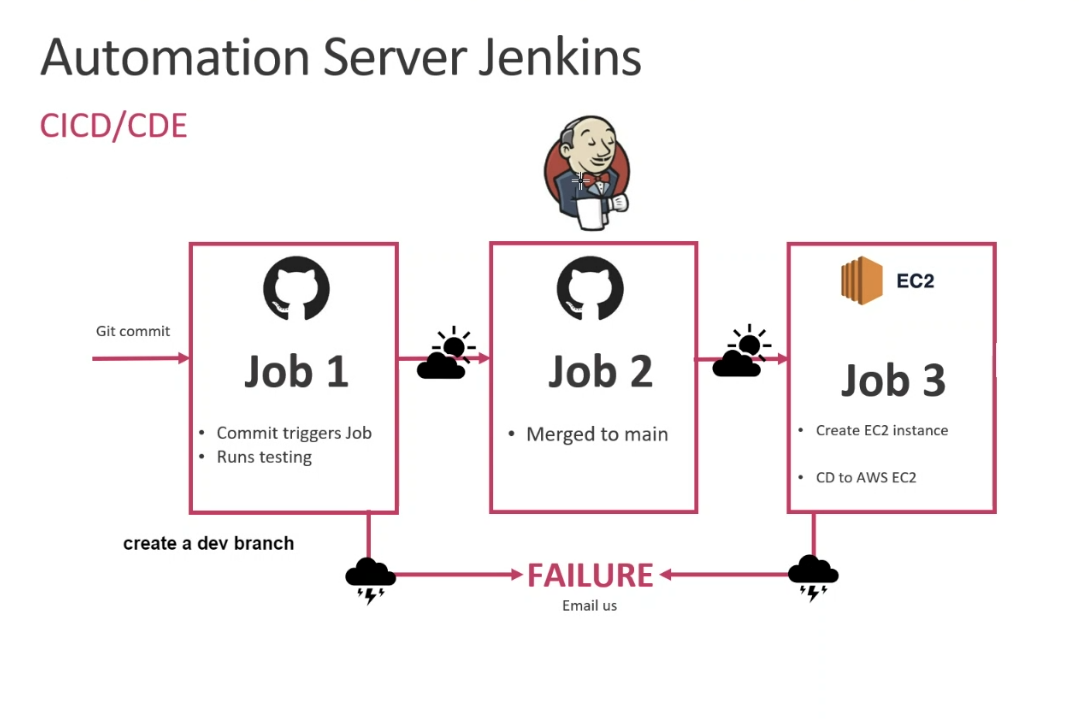 Automation Server Jenkins
CICD/CDE
EC2
Git commit
Job 1
Job 2
Job 3
• Commit triggers Job
• Runs testing
• Merged to main
• Create EC2 instance
• CD to AWS EC2
create a dev branch
FAILURE
Email us